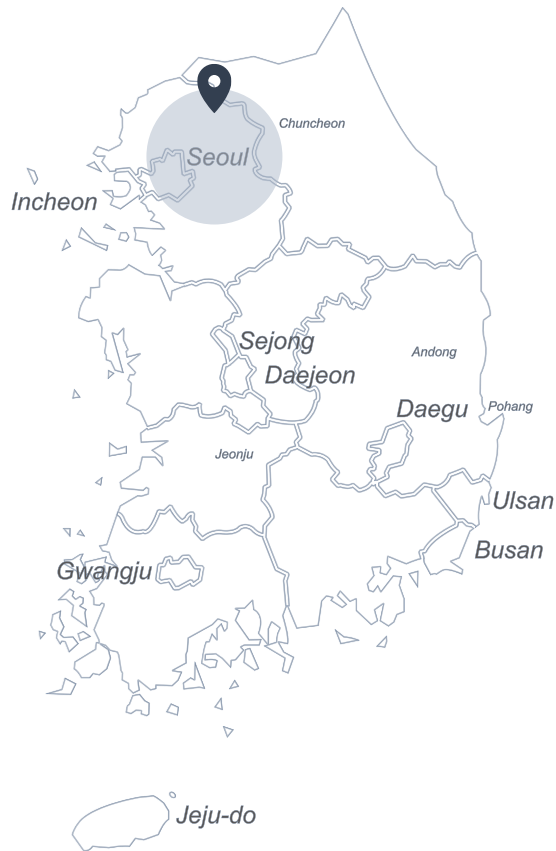 Chuncheon
Seoul
Incheon
Sejong
Andong
Daejeon
Daegu
Pohang
Jeonju
Ulsan
Busan
Gwangju
Jeju-do